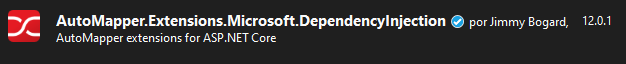 AutoMapper.Extensions.Microsoft.DependencyInjection por Jimmy Bogard, 12.0.1
AutoMapper extensions for ASP.NET Core